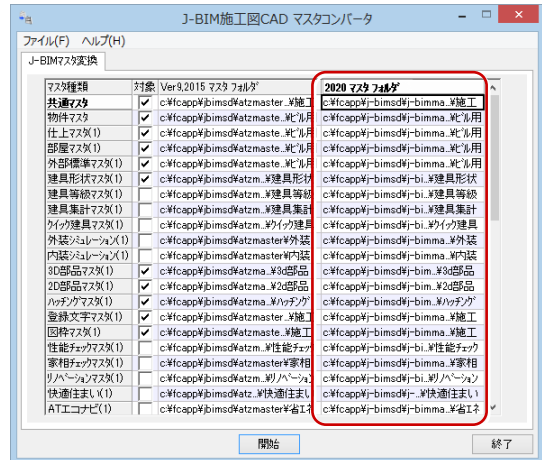 J-BIM施工図CAD マスタコンバータ
ファイル(F) ヘルプ(H)
J-BIMマスタ変換
マスタ種類 対象 Ver9,2015 マスタ フォルダ 2020 マスタ フォルダ
共通マスタ c:¥fcapp¥jbimsd¥atzmaster..¥施工 c:¥fcapp¥j-bimsd¥j-bimma..¥施工
物件マスタ c:¥fcapp¥jbimsd¥atzmaste..¥ビル用 c:¥fcapp¥j-bimsd¥j-bimma..¥ビル用
仕上マスタ(1) c:¥fcapp¥jbimsd¥atzmaste..¥ビル用 c:¥fcapp¥j-bimsd¥j-bimma..¥ビル用
部屋マスタ(1) c:¥fcapp¥jbimsd¥atzmaste..¥ビル用 c:¥fcapp¥j-bimsd¥j-bimma..¥ビル用
外部標準マスタ(1) c:¥fcapp¥jbimsd¥atzmaste..¥ビル用 c:¥fcapp¥j-bimsd¥j-bimma..¥ビル用
建具形状マスタ(1) c:¥fcapp¥jbimsd¥atzm..¥建具形状 c:¥fcapp¥j-bimsd¥j-bi..¥建具形状
建具等級マスタ(1) c:¥fcapp¥jbimsd¥atzm..¥建具等級 c:¥fcapp¥j-bimsd¥j-bi..¥建具等級
建具集計マスタ(1) c:¥fcapp¥jbimsd¥atzm..¥建具集計 c:¥fcapp¥j-bimsd¥j-bi..¥建具集計
クイック建具マスタ(1) c:¥fcapp¥jbimsd¥atzm..¥クイック建具 c:¥fcapp¥j-bimsd¥j-bi..¥クイック建具
外装シミュレーション(1) c:¥fcapp¥jbimsd¥atzmaster¥外装 c:¥fcapp¥j-bimsd¥j-bimma..¥外装
内装シミュレーション(1) c:¥fcapp¥jbimsd¥atzmaster¥内装 c:¥fcapp¥j-bimsd¥j-bimma..¥内装
3D部品マスタ(1) c:¥fcapp¥jbimsd¥atzma..¥3d部品 c:¥fcapp¥j-bimsd¥j-bim..¥3d部品
2D部品マスタ(1) c:¥fcapp¥jbimsd¥atzma..¥2d部品 c:¥fcapp¥j-bimsd¥j-bim..¥2d部品
ハッチングマスタ(1) c:¥fcapp¥jbimsd¥atzma..¥ハッチング c:¥fcapp¥j-bimsd¥j-bim..¥ハッチング
登録文字マスタ(1) c:¥fcapp¥jbimsd¥atzmaster..¥施工 c:¥fcapp¥j-bimsd¥j-bimma..¥施工
図枠マスタ(1) c:¥fcapp¥jbimsd¥atzmaste..¥施工 c:¥fcapp¥j-bimsd¥j-bimma..¥施工
性能チェックマスタ(1) c:¥fcapp¥jbimsd¥atzm..¥性能チェック c:¥fcapp¥j-bimsd¥j-bi..¥性能チェック
家相チェックマスタ(1) c:¥fcapp¥jbimsd¥atzmaster¥家相 c:¥fcapp¥j-bimsd¥j-bimma..¥家相
リノベーションマスタ(1) c:¥fcapp¥jbimsd¥atzm..¥リノベーション c:¥fcapp¥j-bimsd¥j-bi..¥リノベーション
快適住まい(1) c:¥fcapp¥jbimsd¥atz..¥快適住まい c:¥fcapp¥j-bimsd¥j-..¥快適住まい
ATエコナビ(1) c:¥fcapp¥jbimsd¥atzmaster¥省エネ c:¥fcapp¥j-bimsd¥j-bimma..¥省エネ
開始 終了